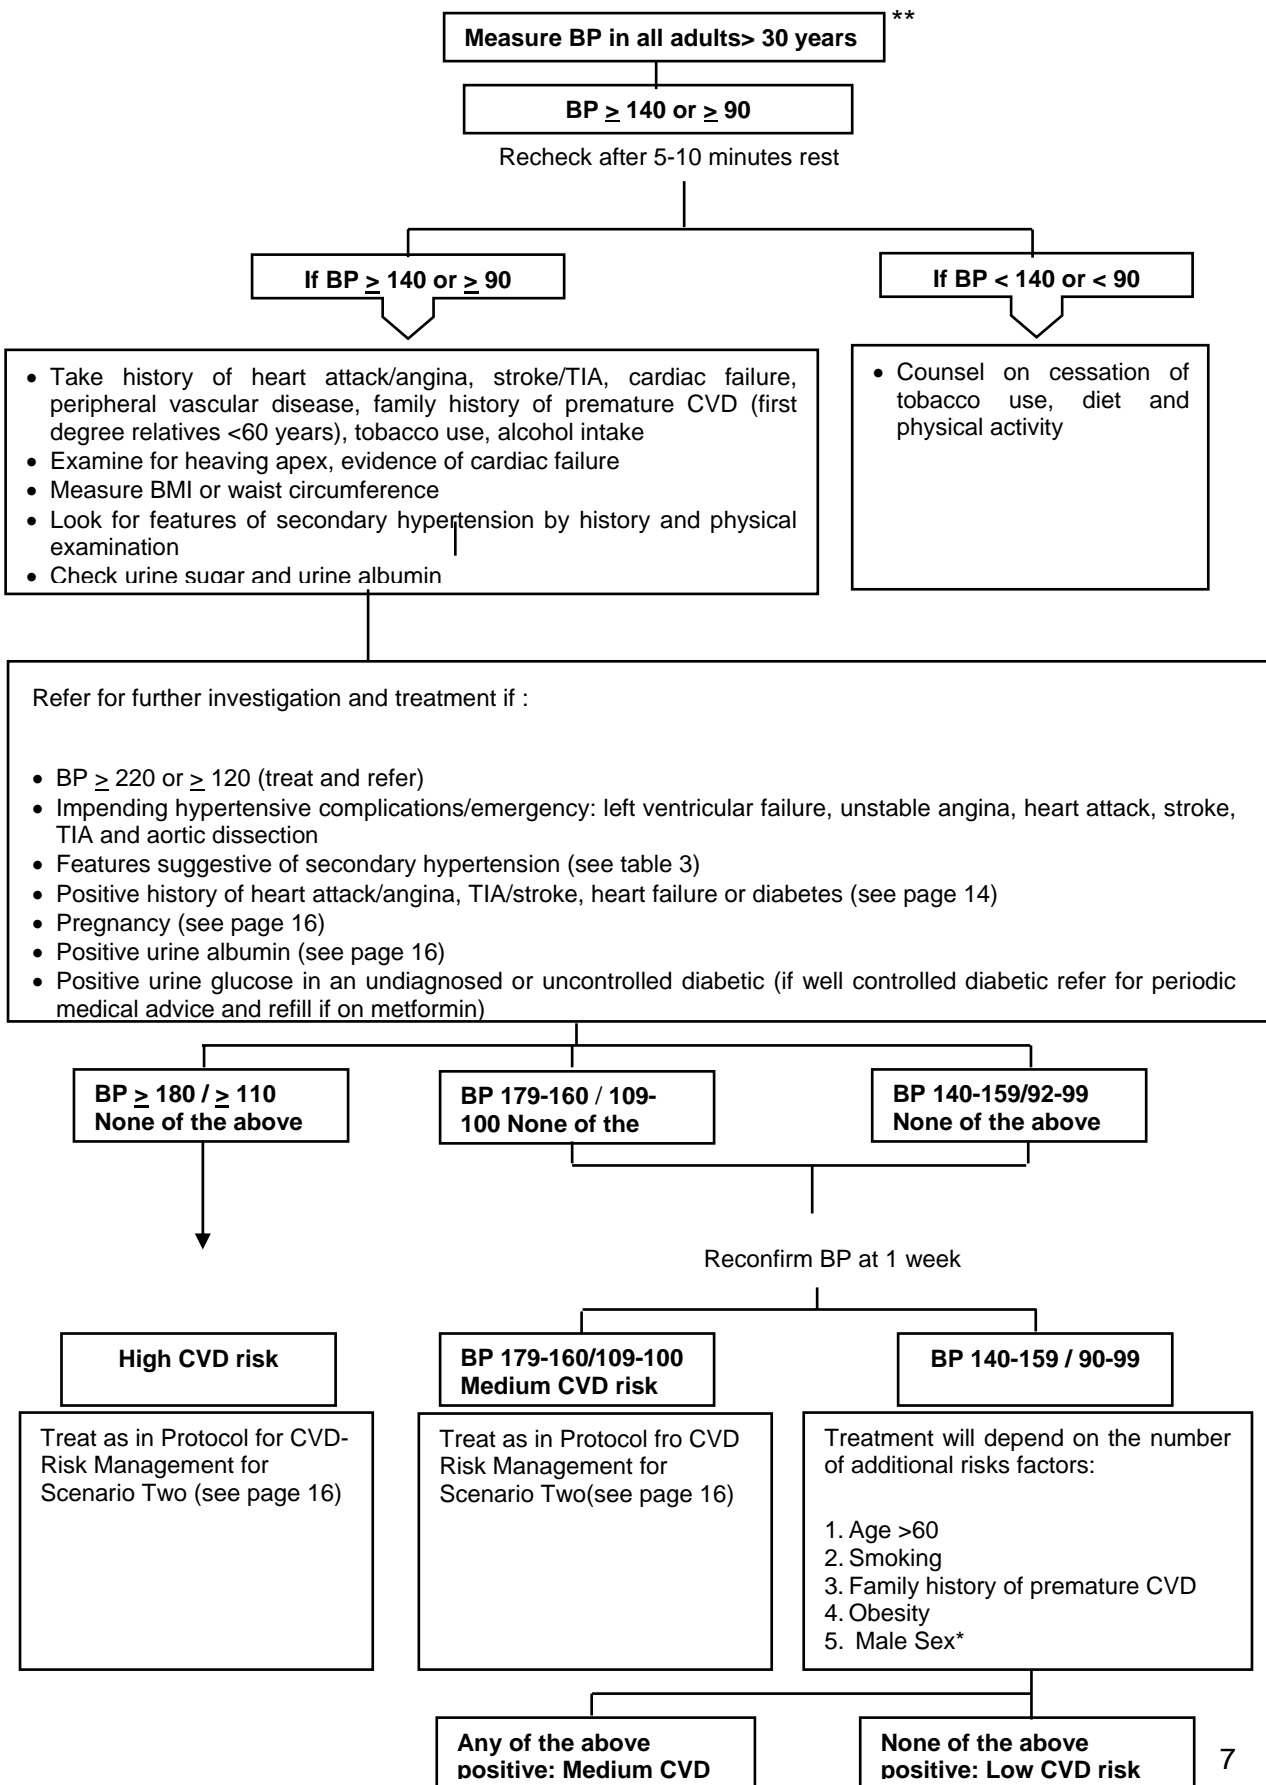 **
Measure BP in all adults> 30 years
BP ≥ 140 or ≥ 90
Recheck after 5-10 minutes rest
If BP ≥ 140 or ≥ 90
If BP < 140 or < 90
• Take history of heart attack/angina, stroke/TIA, cardiac failure,
peripheral vascular disease, family history of premature CVD (first
degree relatives <60 years), tobacco use, alcohol intake
• Examine for heaving apex, evidence of cardiac failure
• Measure BMI or waist circumference
• Look for features of secondary hypertension by history and physical
examination
• Check urine sugar and urine albumin
• Counsel on cessation of
tobacco use, diet and
physical activity
Refer for further investigation and treatment if :
• BP ≥ 220 or ≥ 120 (treat and refer)
• Impending hypertensive complications/emergency: left ventricular failure, unstable angina, heart attack, stroke,
TIA and aortic dissection
• Features suggestive of secondary hypertension (see table 3)
• Positive history of heart attack/angina, TIA/stroke, heart failure or diabetes (see page 14)
• Pregnancy (see page 16)
• Positive urine albumin (see page 16)
• Positive urine glucose in an undiagnosed or uncontrolled diabetic (if well controlled diabetic refer for periodic
medical advice and refill if on metformin)
BP ≥ 180 / ≥ 110
None of the above
BP 179-160 / 109-
100 None of the
BP 140-159/92-99
None of the above
Reconfirm BP at 1 week
High CVD risk
BP 179-160/109-100
Medium CVD risk
BP 140-159 / 90-99
Treat as in Protocol for CVD-
Risk Management for
Scenario Two (see page 16)
Treat as in Protocol fro CVD
Risk Management for
Scenario Two(see page 16)
Treatment will depend on the number
of additional risks factors:
1. Age >60
2. Smoking
3. Family history of premature CVD
4. Obesity
5. Male Sex*
Any of the above
positive: Medium CVD
None of the above
positive: Low CVD risk
7